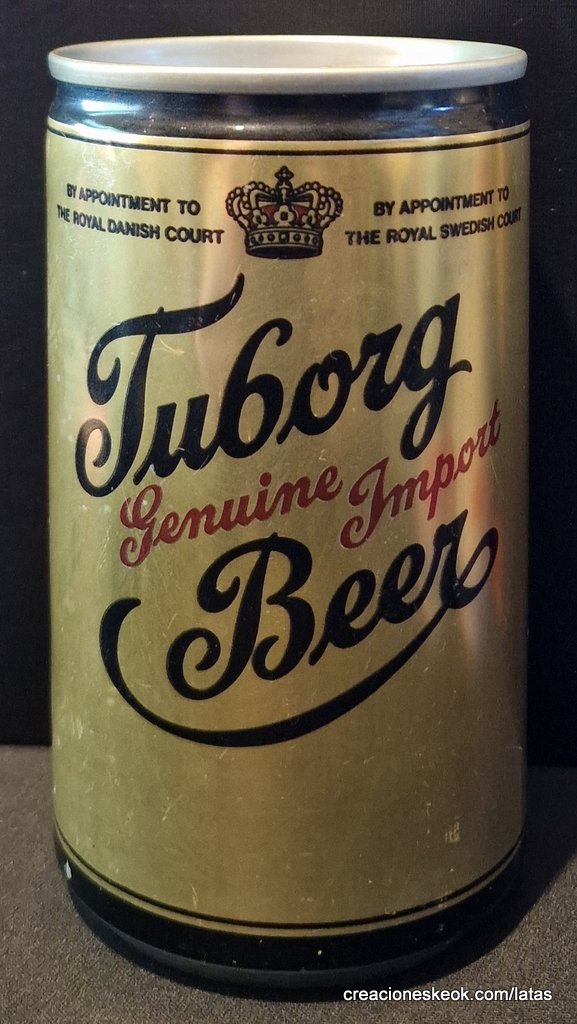 BY APPOINTMENT TO
THE ROYAL DANISH COURT
BY APPOINTMENT TO
THE ROYAL SWEDISH COURT
Tuborg
Genuine Import
Beer
creacioneskeok.com/latas